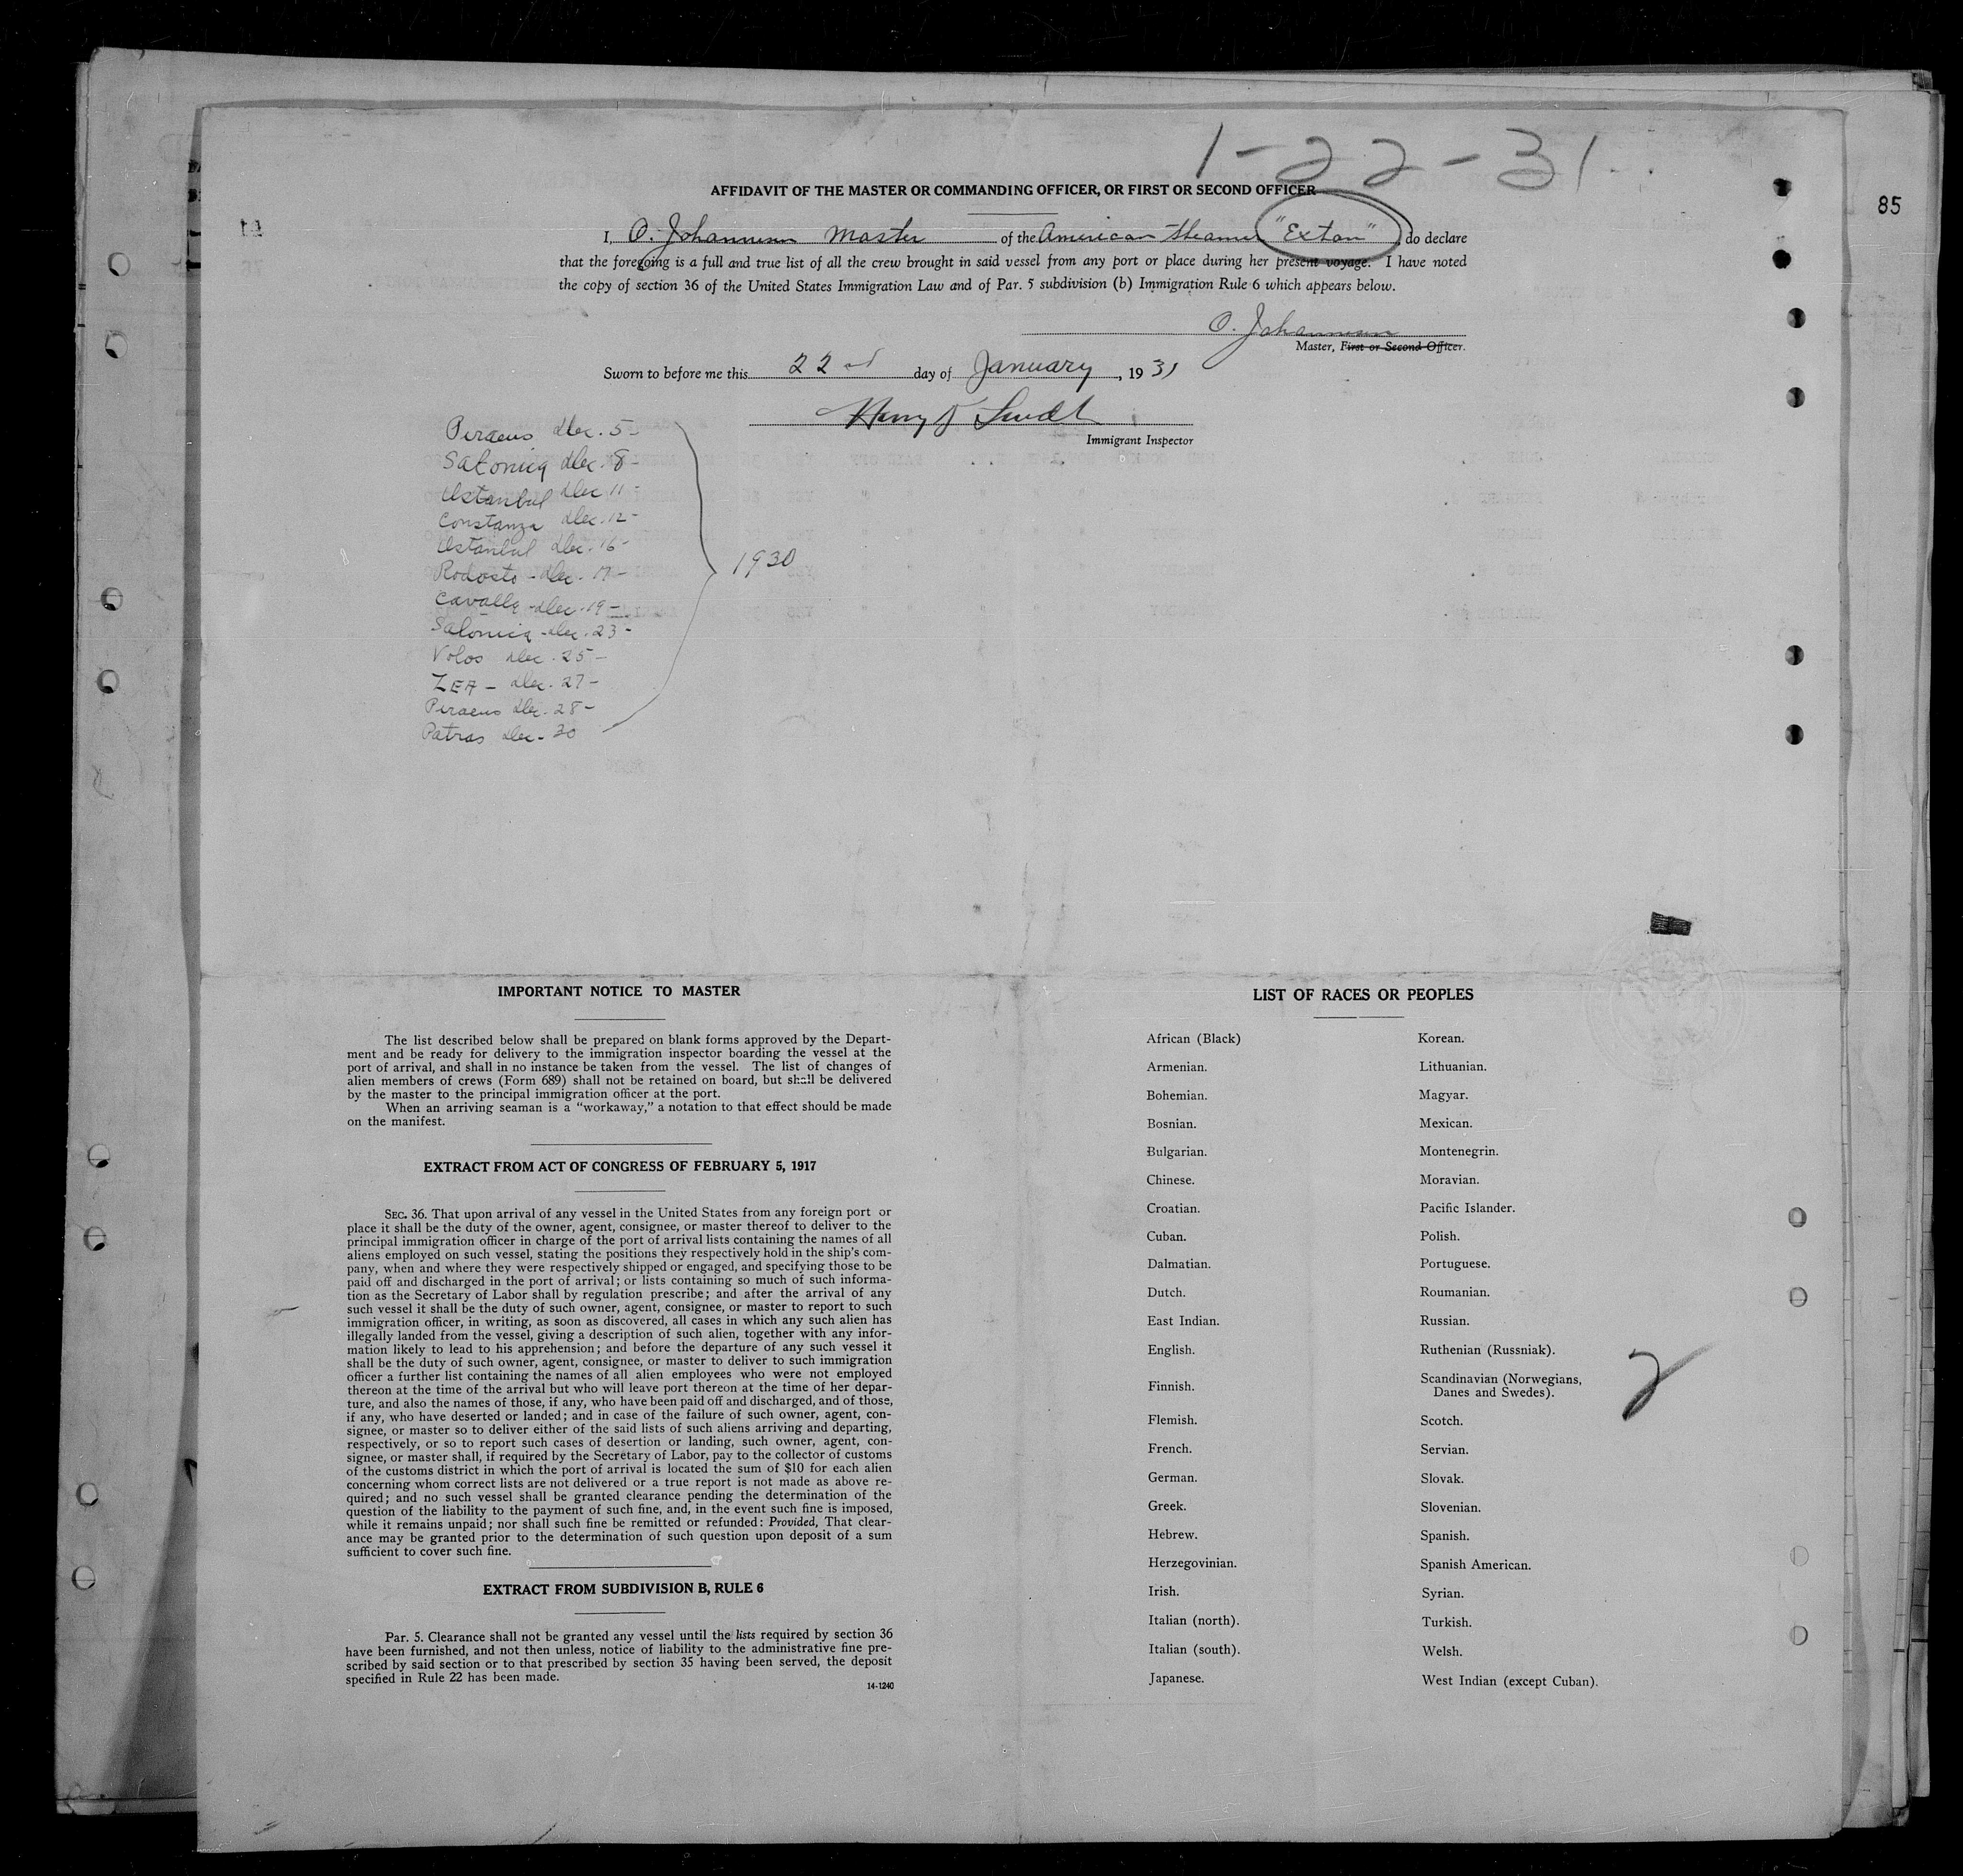 1-22-31
85
AFFIDAVIT OF THE MASTER OR COMMANDING OFFICER, OR FIRST OR SECOND OFFICER
I, O. Johannesen Master of the American Steamer "Exton", do declare
that the foregoing is a full and true list of all the crew brought in said vessel from any port or place during her present voyage. I have noted
the copy of section 36 of the United States Immigration Law and of Par. 5 subdivision (b) Immigration Rule 6 which appears below.
O. Johannesen
Master, First or Second Officer.
Sworn to before me this 22nd day of January, 1931
Immigrant Inspector
Piraeus Dec. 5-
Salonica Dec. 8-
Istanbul Dec 11-
Constanza Dec. 12-
Istanbul Dec. 16-
Rodosto - Dec. 17-
Cavalla - Dec. 19-
Salonica - Dec. 23-
Volos Dec. 25-
ZEA - Dec. 27-
Piraeus Dec. 28-
Patras Dec. 30
1930
IMPORTANT NOTICE TO MASTER
The list described below shall be prepared on blank forms approved by the Depart-
ment and be ready for delivery to the immigration inspector boarding the vessel at the
port of arrival, and shall in no instance be taken from the vessel. The list of changes of
alien members of crews (Form 689) shall not be retained on board, but shall be delivered
by the master to the principal immigration officer at the port.
When an arriving seaman is a "workaway," a notation to that effect should be made
on the manifest.
EXTRACT FROM ACT OF CONGRESS OF FEBRUARY 5, 1917
SEC. 36. That upon arrival of any vessel in the United States from any foreign port or
place it shall be the duty of the owner, agent, consignee, or master thereof to deliver to the
principal immigration officer in charge of the port of arrival lists containing the names of all
aliens employed on such vessel, stating the positions they respectively hold in the ship's com-
pany, when and where they were respectively shipped or engaged, and specifying those to be
paid off and discharged in the port of arrival; or lists containing so much of such informa-
tion as the Secretary of Labor shall by regulation prescribe; and after the arrival of any
such vessel it shall be the duty of such owner, agent, consignee, or master to report to such
immigration officer, in writing, as soon as discovered, all cases in which any such alien has
illegally landed from the vessel, giving a description of such alien, together with any infor-
mation likely to lead to his apprehension; and before the departure of any such vessel it
shall be the duty of such owner, agent, consignee, or master to deliver to such immigration
officer a further list containing the names of all alien employees who were not employed
thereon at the time of the arrival but who will leave port thereon at the time of her depar-
ture, and also the names of those, if any, who have been paid off and discharged, and of those,
if any, who have deserted or landed; and in case of the failure of such owner, agent, con-
signee, or master so to deliver either of the said lists of such aliens arriving and departing,
respectively, or so to report such cases of desertion or landing, such owner, agent, con-
signee, or master shall, if required by the Secretary of Labor, pay to the collector of customs
of the customs district in which the port of arrival is located the sum of $10 for each alien
concerning whom correct lists are not delivered or a true report is not made as above re-
quired; and no such vessel shall be granted clearance pending the determination of the
question of the liability to the payment of such fine, and, in the event such fine is imposed,
while it remains unpaid; nor shall such fine be remitted or refunded: Provided, That clear-
ance may be granted prior to the determination of such question upon deposit of a sum
sufficient to cover such fine.
EXTRACT FROM SUBDIVISION B, RULE 6
Par. 5. Clearance shall not be granted any vessel until the lists required by section 36
have been furnished, and not then unless, notice of liability to the administrative fine pre-
scribed by said section or to that prescribed by section 35 having been served, the deposit
specified in Rule 22 has been made.
14-1240
LIST OF RACES OR PEOPLES
African (Black)
Armenian.
Bohemian.
Bosnian.
Bulgarian.
Chinese.
Croatian.
Cuban.
Dalmatian.
Dutch.
East Indian.
English.
Finnish.
Flemish.
French.
German.
Greek.
Hebrew.
Herzegovinian.
Irish.
Italian (north).
Italian (south).
Japanese.
Korean.
Lithuanian.
Magyar.
Mexican.
Montenegrin.
Moravian.
Pacific Islander.
Polish.
Portuguese.
Roumanian.
Russian.
Ruthenian (Russniak).
Scandinavian (Norwegians,
Danes and Swedes).
Scotch.
Servian.
Slovak.
Slovenian.
Spanish.
Spanish American.
Syrian.
Turkish.
Welsh.
West Indian (except Cuban).
2